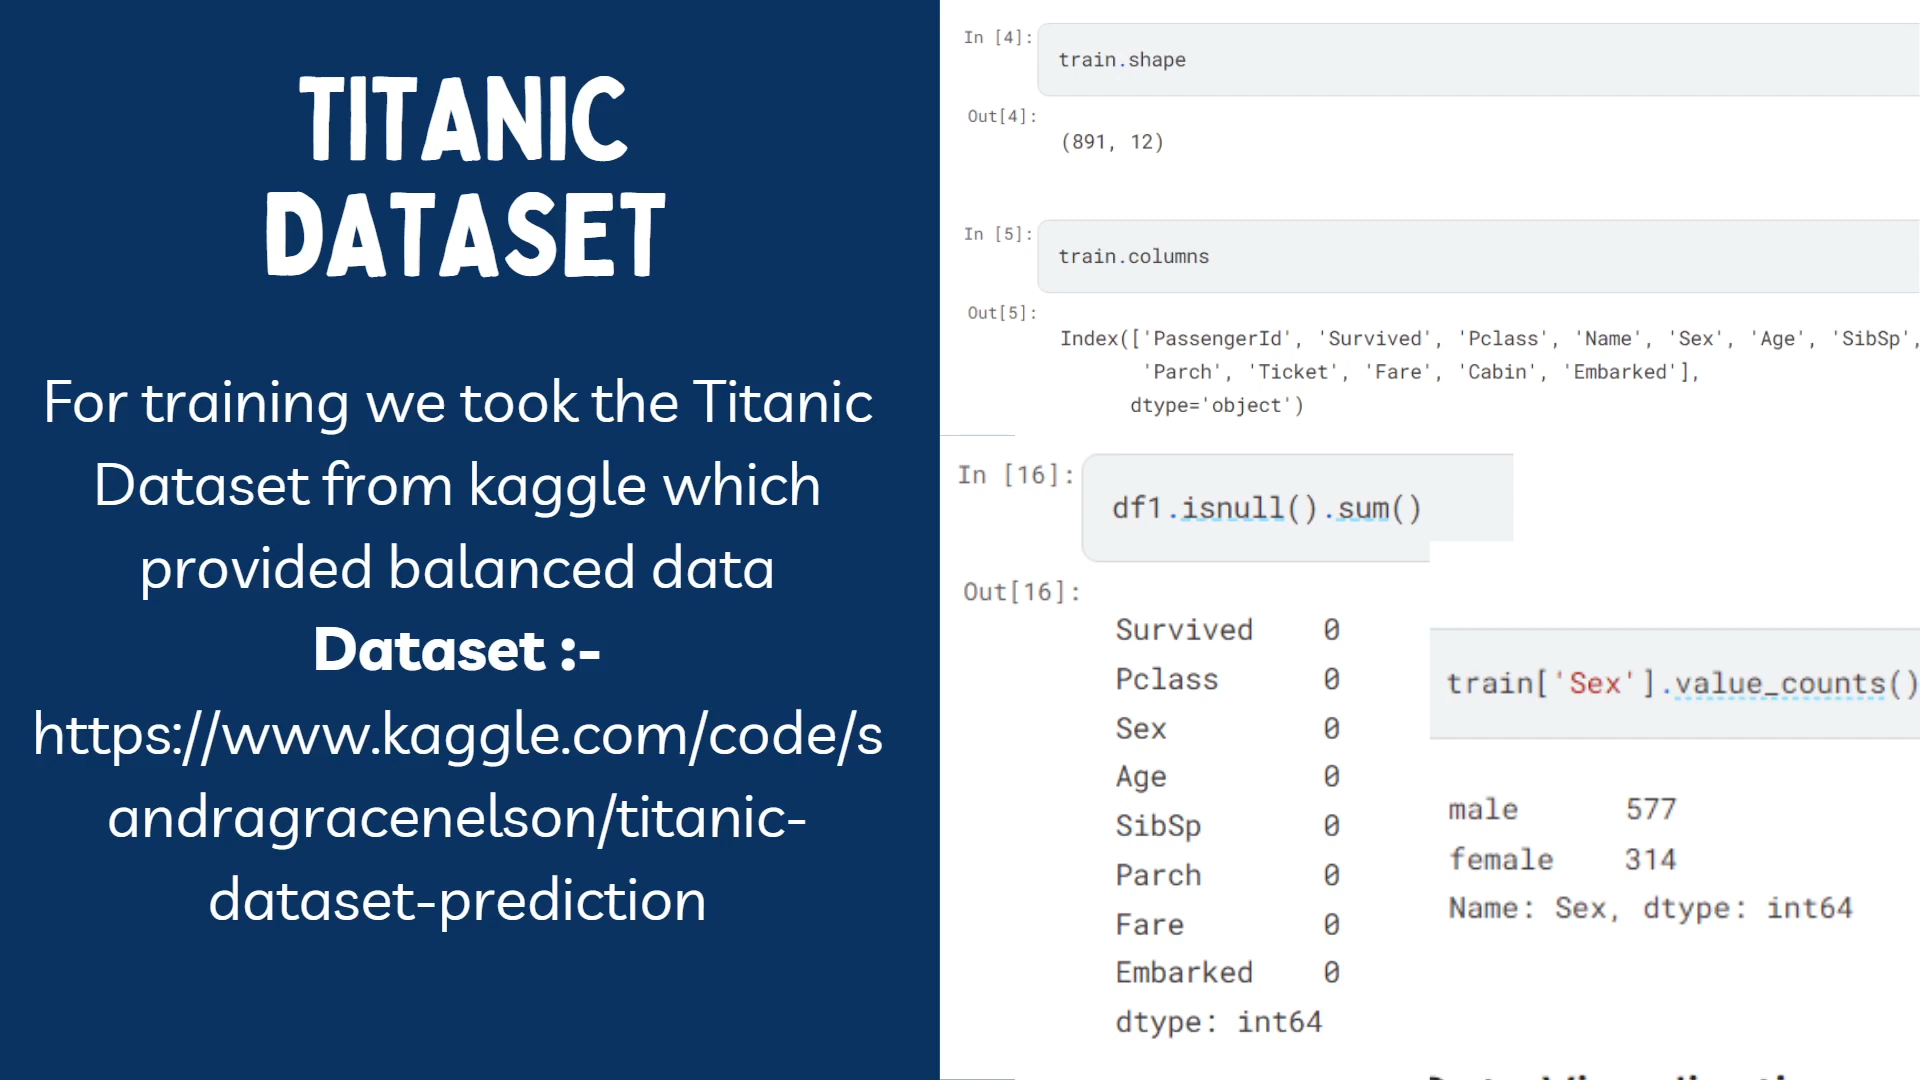 TITANIC
DATASET
For training we took the Titanic
Dataset from kaggle which
provided balanced data
Dataset :-
https://www.kaggle.com/code/s
andragracenelson/titanic-
dataset-prediction
In [4]:
train.shape
Out[4]:
(891, 12)
In [5]:
train.columns
Out[5]:
Index(['PassengerId', 'Survived', 'Pclass', 'Name', 'Sex', 'Age', 'SibSp',
'Parch', 'Ticket', 'Fare', 'Cabin', 'Embarked'],
dtype='object')
In [16]:
df1.isnull().sum()
Out[16]:
Survived 0
Pclass 0
Sex 0
Age 0
SibSp 0
Parch 0
Fare 0
Embarked 0
dtype: int64
train['Sex'].value_counts()
male 577
female 314
Name: Sex, dtype: int64